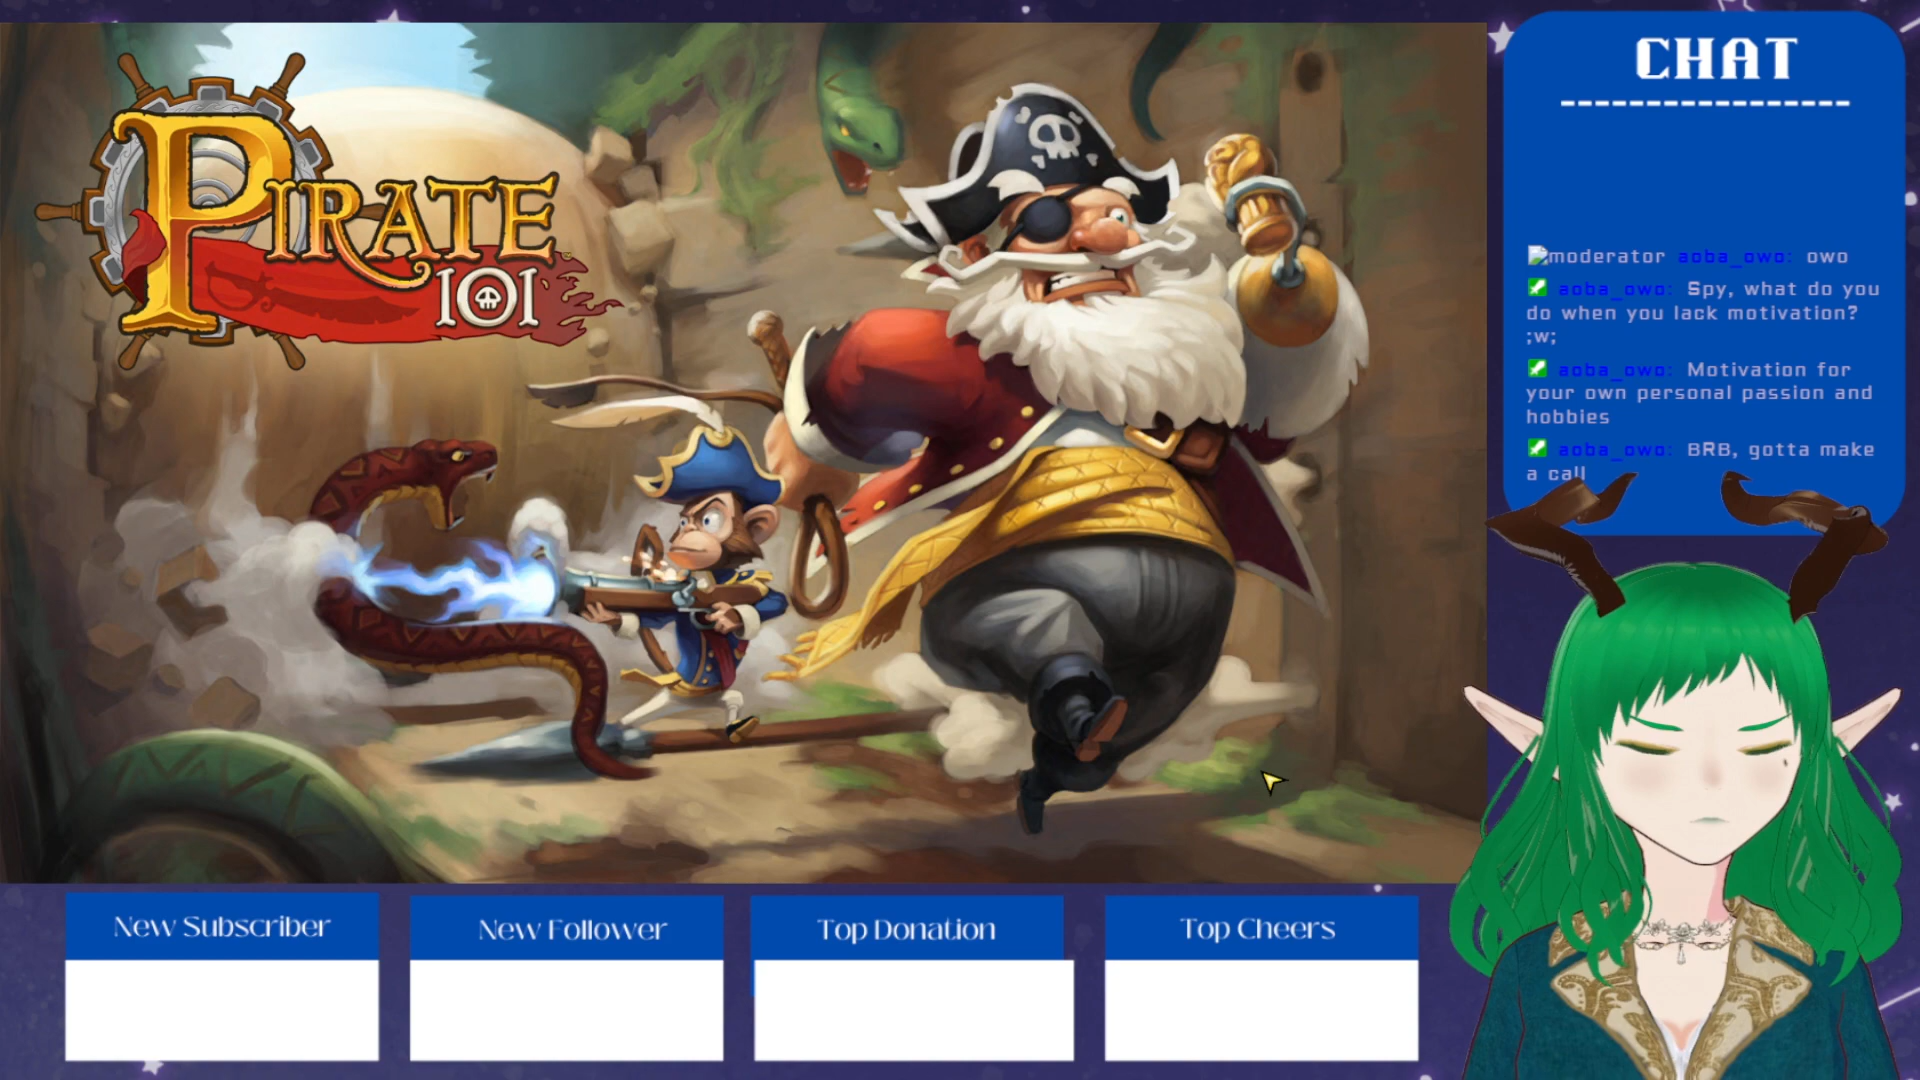 PIRATE
101
CHAT
moderator aoba_owo: owo
aoba_owo: Spy, what do you
do when you lack motivation?
;w;
aoba_owo: Motivation for
your own personal passion and
hobbies
aoba_owo: BRB, gotta make
a call
New Subscriber
New Follower
Top Donation
Top Cheers